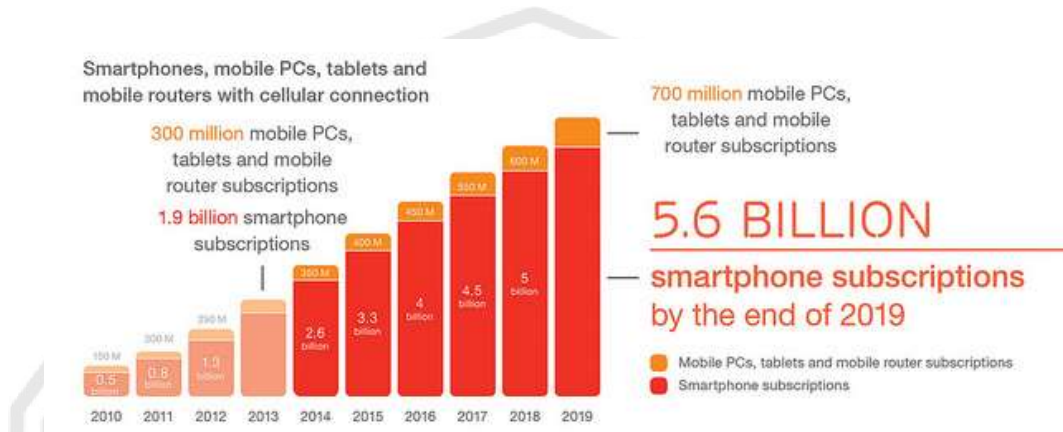 Smartphones, mobile PCs, tablets and
mobile routers with cellular connection
300 million mobile PCs,
tablets and mobile
router subscriptions
1.9 billion smartphone
subscriptions
700 million mobile PCs,
tablets and mobile
router subscriptions
5.6 BILLION
smartphone subscriptions
by the end of 2019
Mobile PCs, tablets and mobile router subscriptions
Smartphone subscriptions
150 M
0.5
billion
0.8
billion
billion
350 M
2.6
billion
400 M
3.3
billion
450 M
4
billion
550 M
4.5
billion
600 M
5
billion
2010 2011 2012 2013 2014 2015 2016 2017 2018 2019